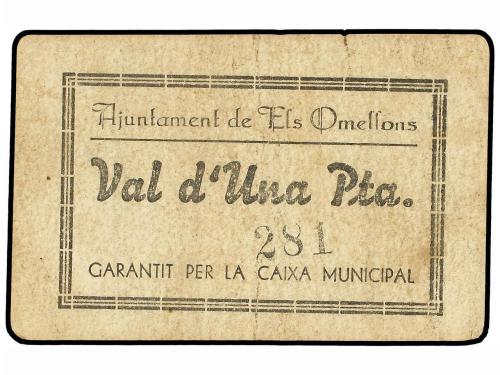 Ajuntament de Els Omellons
Val d'Una Pta.
281
GARANTIT PER LA CAIXA MUNICIPAL